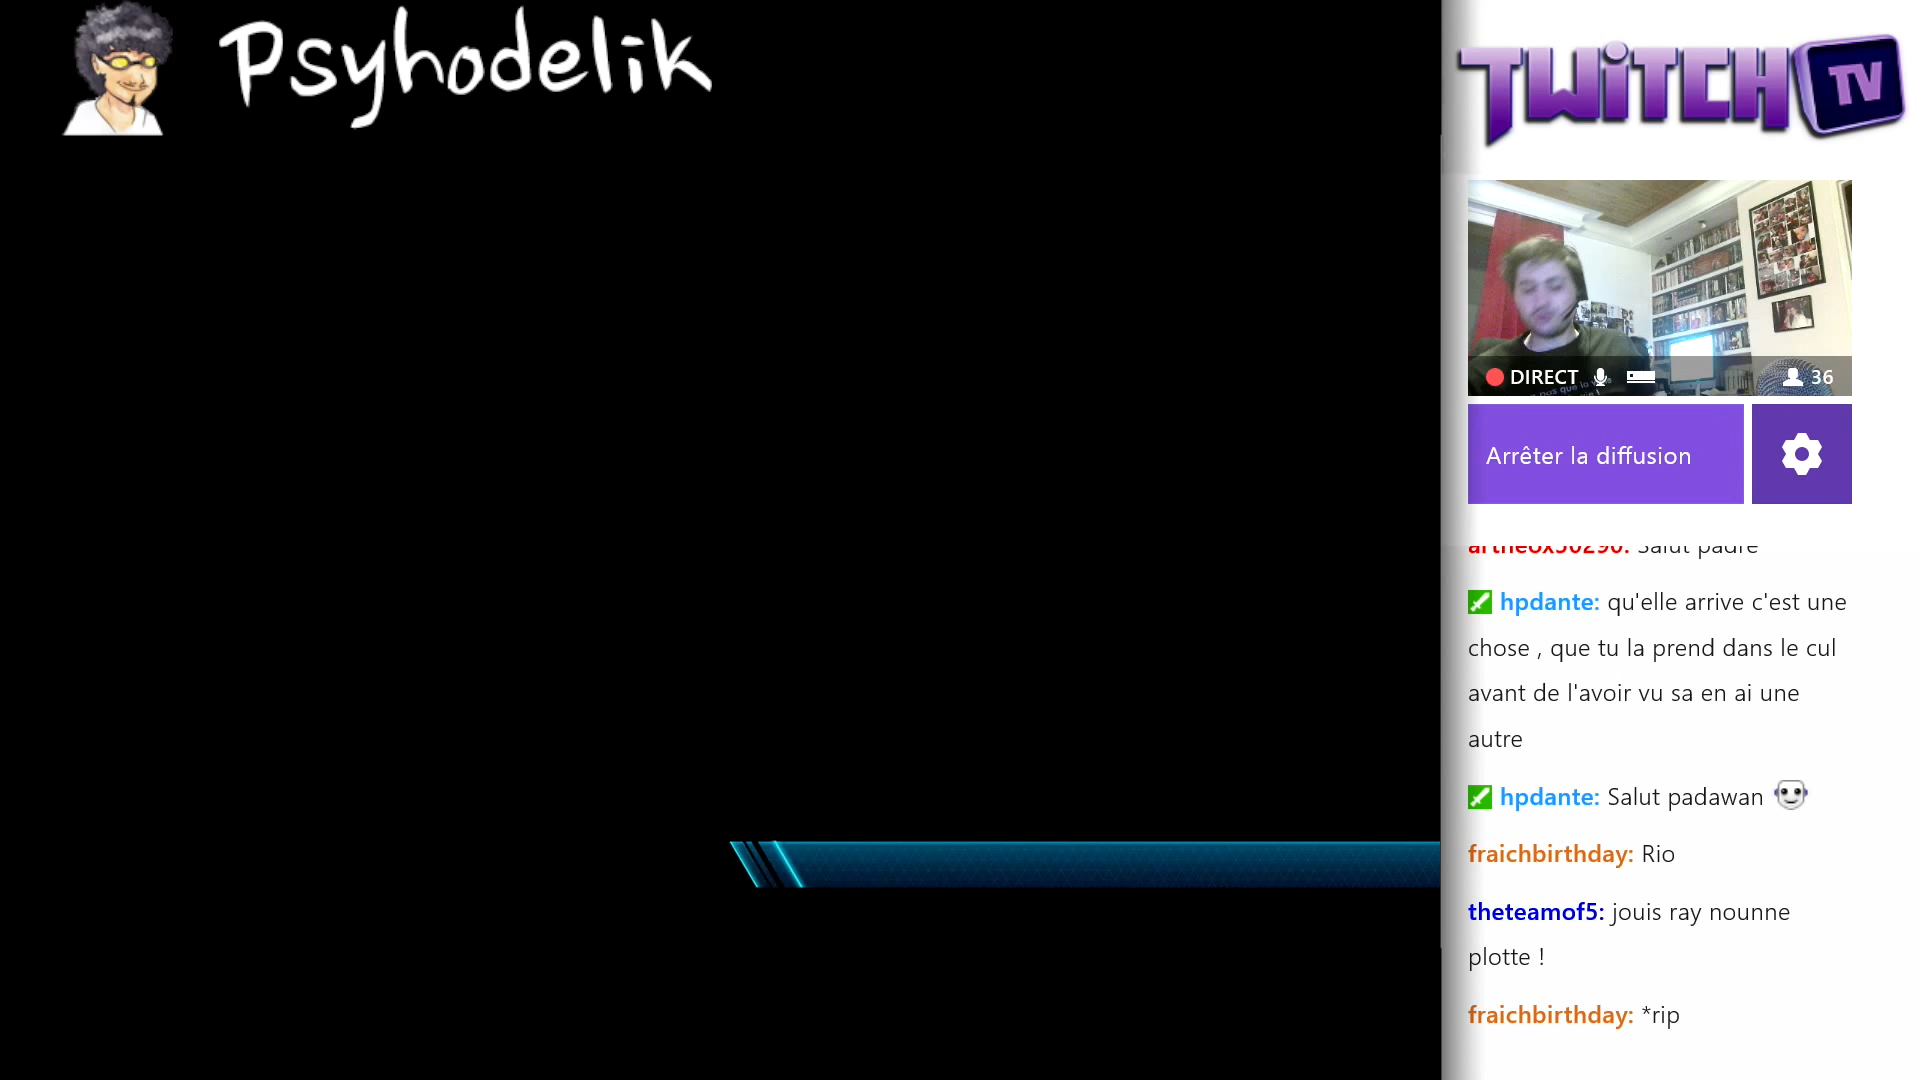 Psyhodelik
TWiTCH TV
DIRECT
36
Arrêter la diffusion
Salut padre
hpdante: qu'elle arrive c'est une
chose , que tu la prend dans le cul
avant de l'avoir vu sa en ai une
autre
hpdante: Salut padawan
fraichbirthday: Rio
theteamof5: jouis ray nounne
plotte !
fraichbirthday: *rip